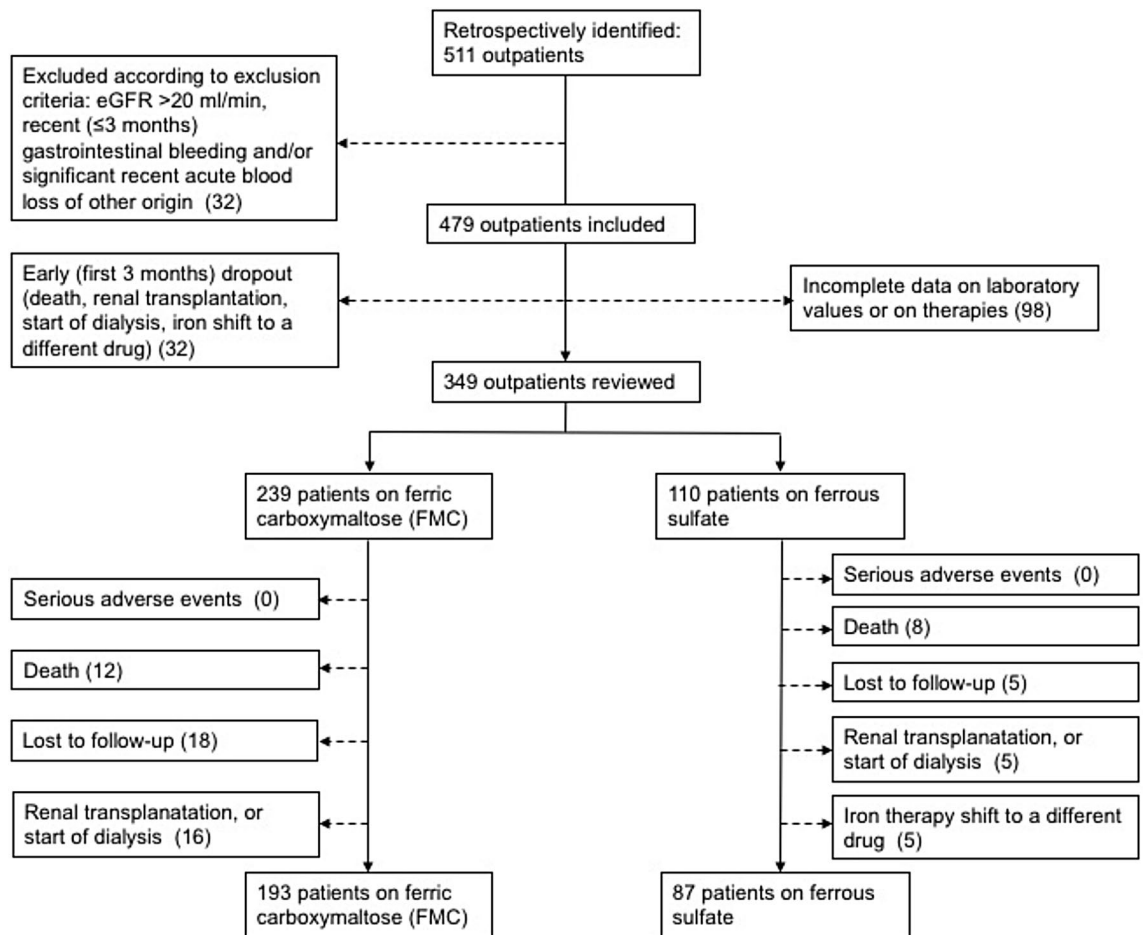 Retrospectively identified:
511 outpatients
Excluded according to exclusion
criteria: eGFR >20 ml/min,
recent (≤3 months)
gastrointestinal bleeding and/or
significant recent acute blood
loss of other origin (32)
479 outpatients included
Early (first 3 months) dropout
(death, renal transplantation,
start of dialysis, iron shift to a
different drug) (32)
Incomplete data on laboratory
values or on therapies (98)
349 outpatients reviewed
239 patients on ferric
carboxymaltose (FMC)
110 patients on ferrous
sulfate
Serious adverse events (0)
Death (12)
Lost to follow-up (18)
Renal transplanatation, or
start of dialysis (16)
Serious adverse events (0)
Death (8)
Lost to follow-up (5)
Renal transplanatation, or
start of dialysis (5)
Iron therapy shift to a different
drug (5)
193 patients on ferric
carboxymaltose (FMC)
87 patients on ferrous
sulfate